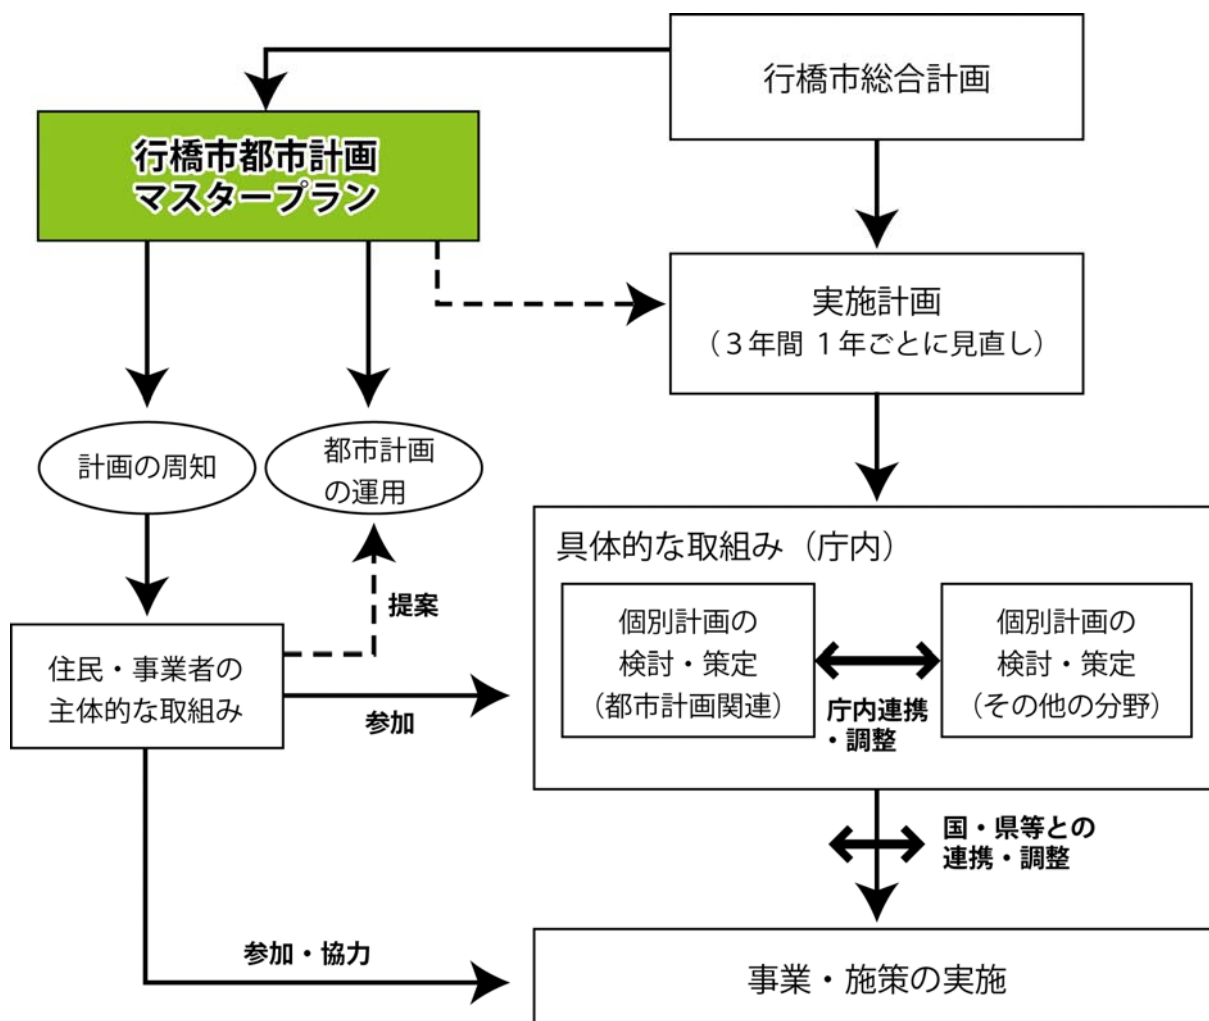 行橋市総合計画
行橋市都市計画
マスタープラン
実施計画
（３年間 １年ごとに見直し）
計画の周知
都市計画
の運用
具体的な取組み（庁内）
提案
個別計画の
検討・策定
（都市計画関連）
個別計画の
検討・策定
（その他の分野）
庁内連携
・調整
住民・事業者の
主体的な取組み
参加
国・県等との
連携・調整
参加・協力
事業・施策の実施